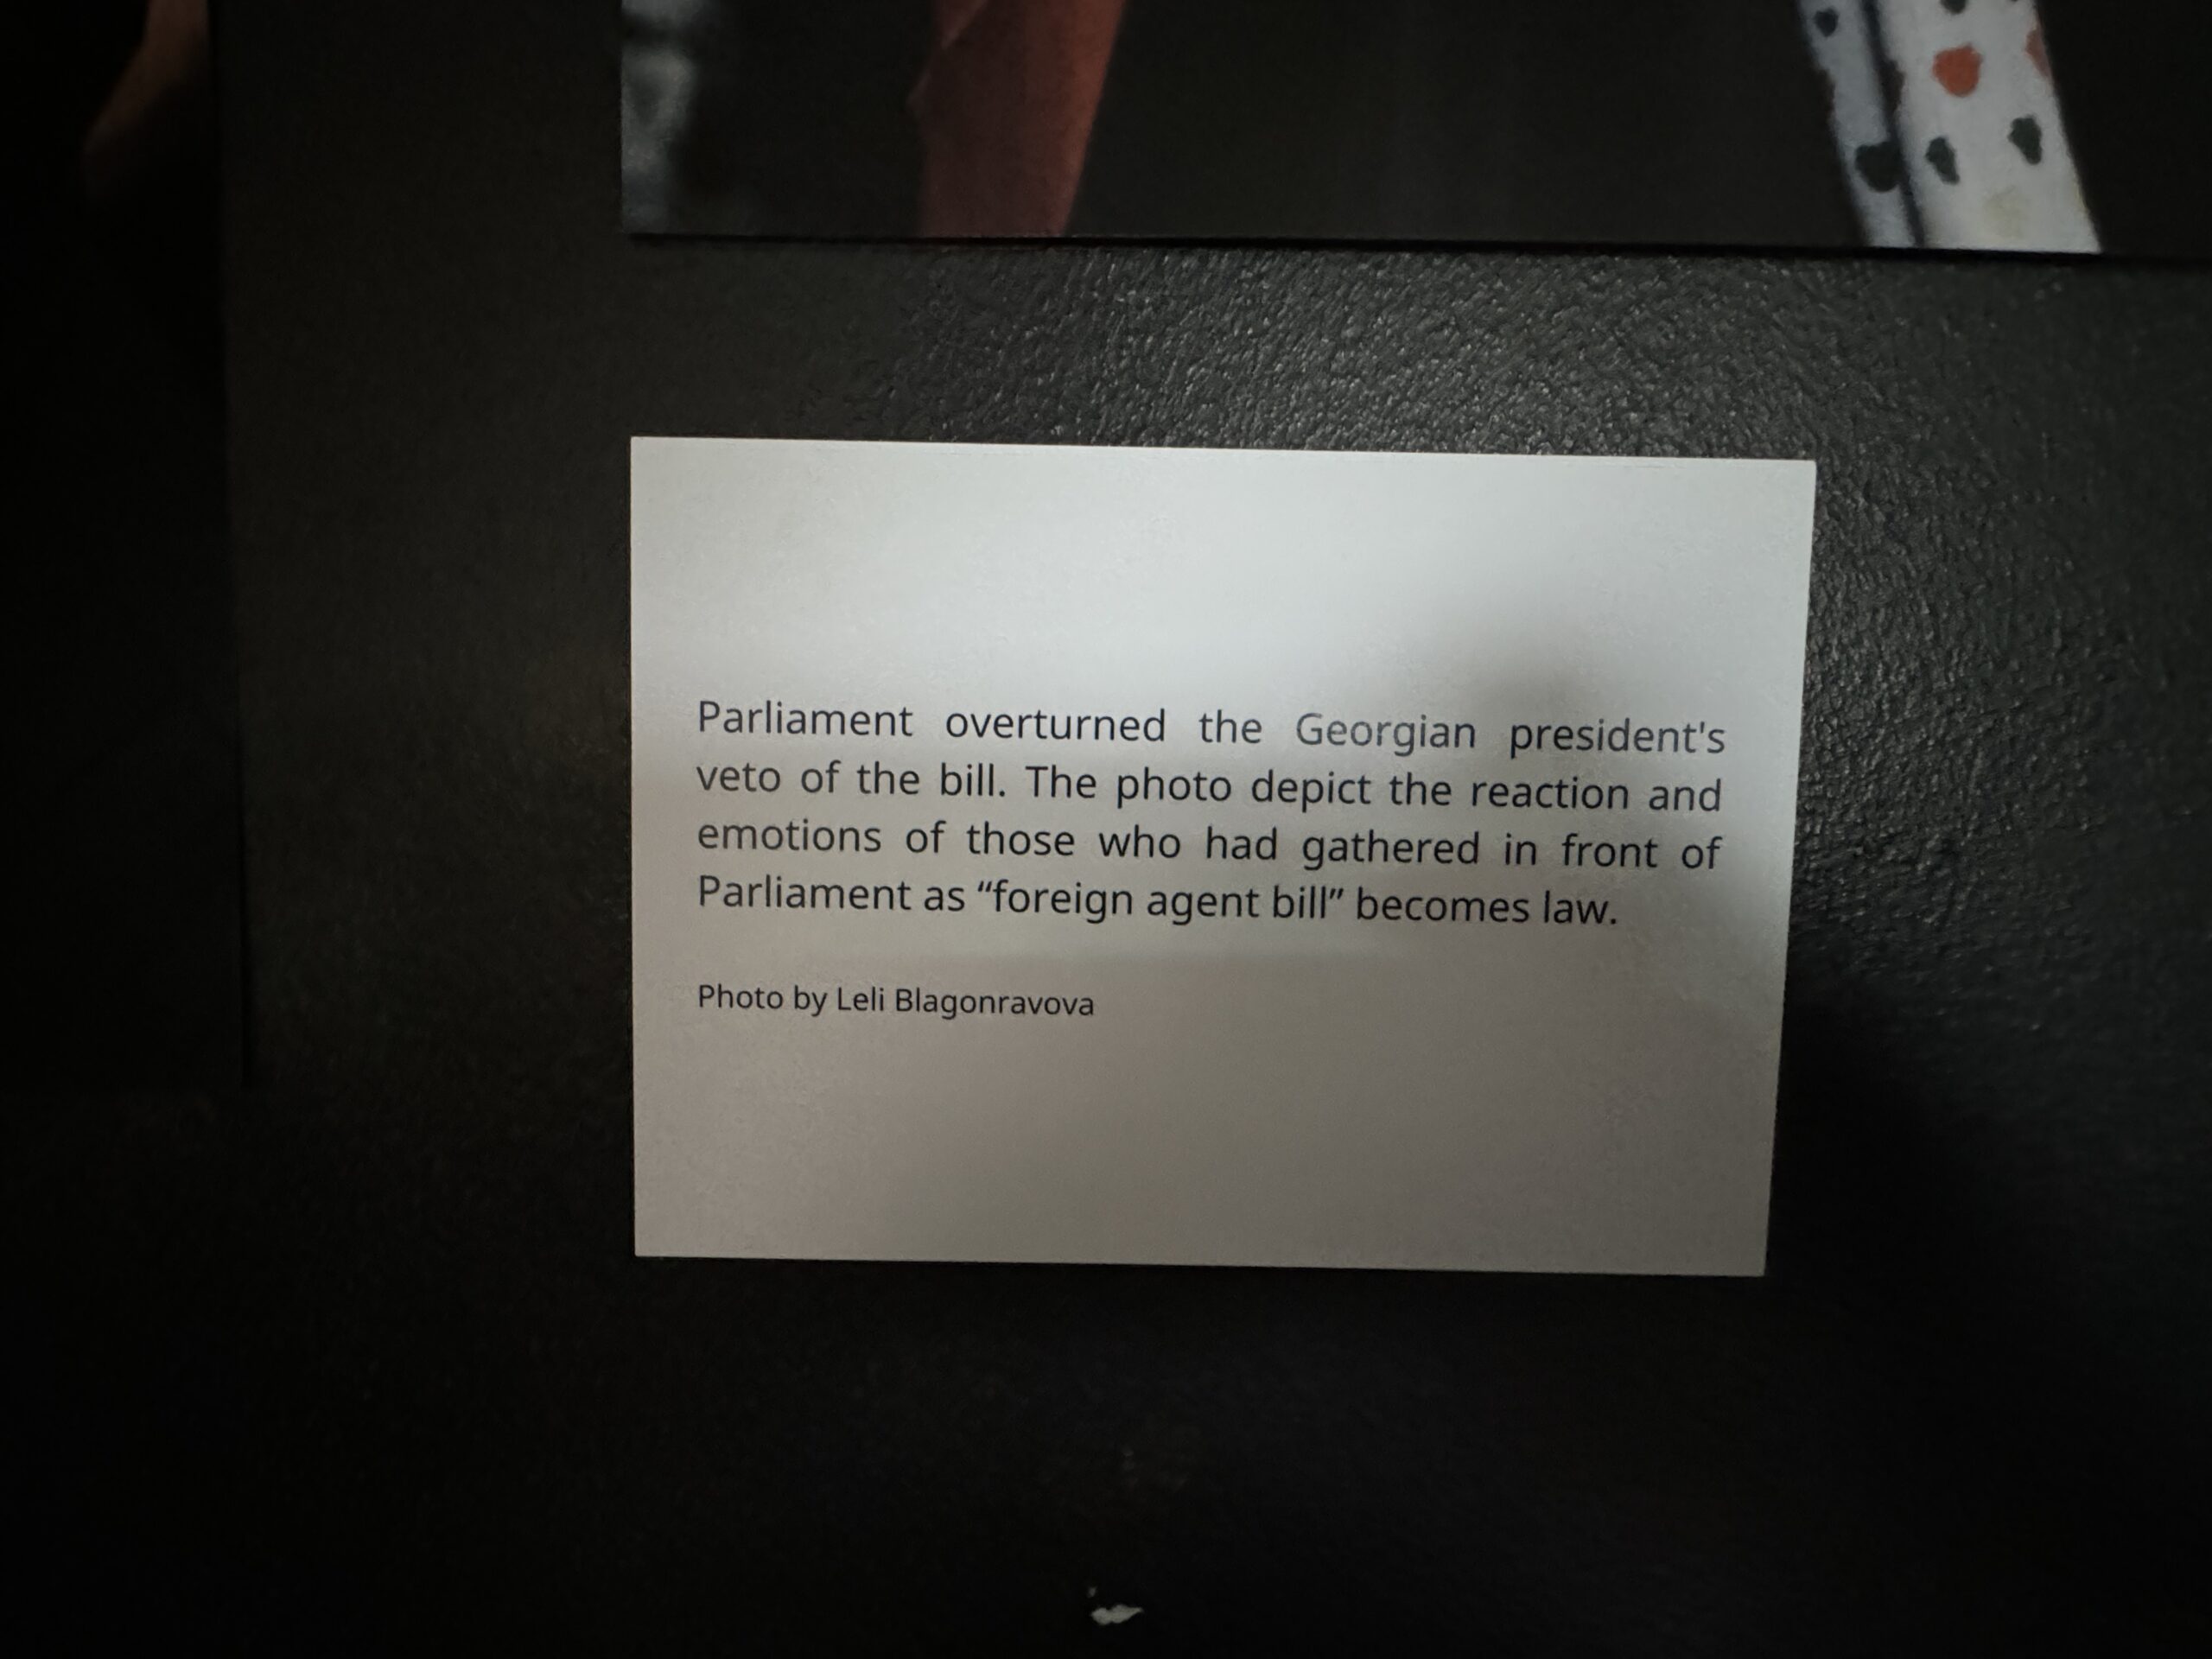 Parliament overturned the Georgian president's
veto of the bill. The photo depict the reaction and
emotions of those who had gathered in front of
Parliament as “foreign agent bill” becomes law.
Photo by Leli Blagonravova